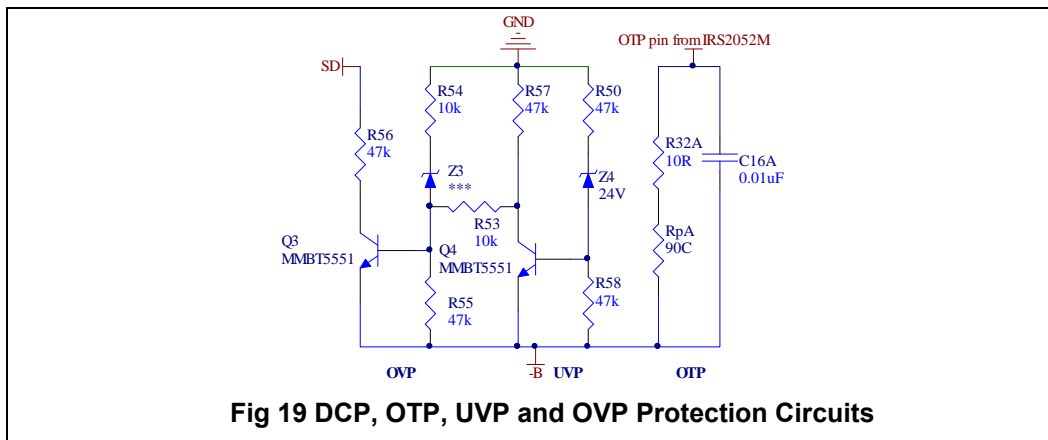 GND
OTP pin from IRS2052M
SD
R54
10k
R57
47k
R50
47k
R56
47k
R32A
10R
C16A
0.01uF
Z3
***
Z4
24V
R53
10k
RpA
90C
Q3
MMBT5551
Q4
MMBT5551
R55
47k
R58
47k
OVP
-B
UVP
OTP
Fig 19 DCP, OTP, UVP and OVP Protection Circuits